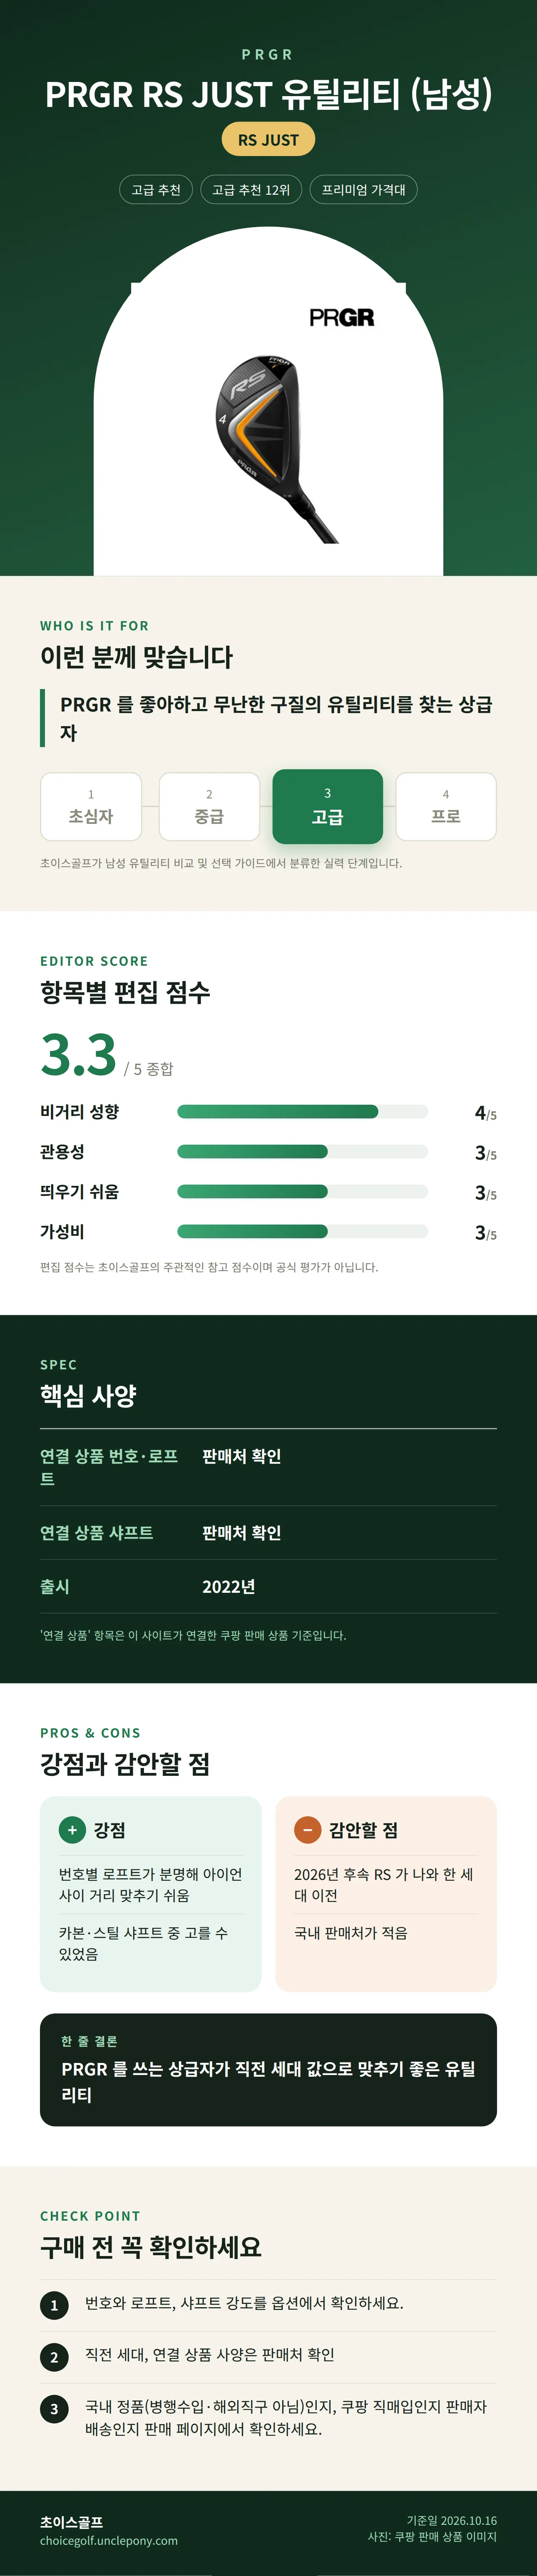 PRGR
PRGR RS JUST 유틸리티 (남성)
RS JUST
고급 추천
고급 추천 12위
프리미엄 가격대
PRGR
PRGR
RS
4
PRGR
WHO IS IT FOR
이런 분께 맞습니다
PRGR 를 좋아하고 무난한 구질의 유틸리티를 찾는 상급
자
1
초심자
2
중급
3
고급
4
프로
초이스골프가 남성 유틸리티 비교 및 선택 가이드에서 분류한 실력 단계입니다.
EDITOR SCORE
항목별 편집 점수
3.3 / 5 종합
비거리 성향 4/5
관용성 3/5
띄우기 쉬움 3/5
가성비 3/5
편집 점수는 초이스골프의 주관적인 참고 점수이며 공식 평가가 아닙니다.
SPEC
핵심 사양
연결 상품 번호·로프
트
판매처 확인
연결 상품 샤프트 판매처 확인
출시 2022년
'연결 상품' 항목은 이 사이트가 연결한 쿠팡 판매 상품 기준입니다.
PROS & CONS
강점과 감안할 점
+ 강점
번호별 로프트가 분명해 아이언
사이 거리 맞추기 쉬움
카본·스틸 샤프트 중 고를 수
있었음
− 감안할 점
2026년 후속 RS 가 나와 한 세
대 이전
국내 판매처가 적음
한 줄 결론
PRGR 를 쓰는 상급자가 직전 세대 값으로 맞추기 좋은 유틸
리티
CHECK POINT
구매 전 꼭 확인하세요
1 번호와 로프트, 샤프트 강도를 옵션에서 확인하세요.
2 직전 세대, 연결 상품 사양은 판매처 확인
3 국내 정품(병행수입·해외직구 아님)인지, 쿠팡 직매입인지 판매자
배송인지 판매 페이지에서 확인하세요.
초이스골프
choicegolf.unclepony.com
기준일 2026.10.16
사진: 쿠팡 판매 상품 이미지